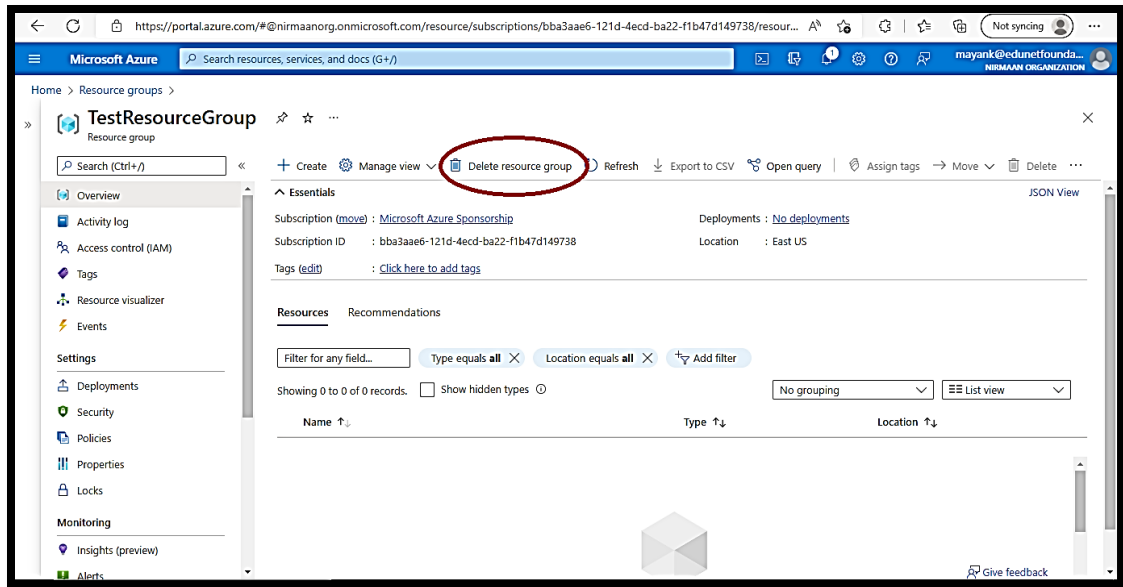 https://portal.azure.com/#@nirmaanorg.onmicrosoft.com/resource/subscriptions/bba3aae6-121d-4ecd-ba22-f1b47d149738/resour... Not syncing
Microsoft Azure Search resources, services, and docs (G+/) 1 mayank@edunetfounda...
NIRMAAN ORGANIZATION
Home > Resource groups >
TestResourceGroup
Resource group
Search (Ctrl+/) « + Create Manage view Delete resource group Refresh Export to CSV Open query Assign tags Move Delete ...
Overview
Activity log
Access control (IAM)
Tags
Resource visualizer
Events
Settings
Deployments
Security
Policies
Properties
Locks
Monitoring
Insights (preview)
Alerts
Essentials JSON View
Subscription (move) : Microsoft Azure Sponsorship Deployments : No deployments
Subscription ID : bba3aae6-121d-4ecd-ba22-f1b47d149738 Location : East US
Tags (edit) : Click here to add tags
Resources Recommendations
Filter for any field... Type equals all Location equals all Add filter
Showing 0 to 0 of 0 records. Show hidden types No grouping List view
Name ↑↓ Type ↑↓ Location ↑↓
Give feedback